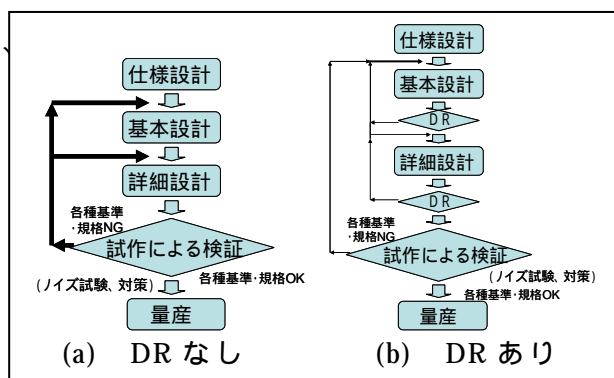 仕様設計
基本設計
詳細設計
各種基準
・規格NG
試作による検証
(ノイズ試験、対策)
各種基準・規格OK
量産
(a) DR なし
仕様設計
基本設計
DR
詳細設計
DR
各種基準
・規格NG
試作による検証
(ノイズ試験、対策)
各種基準・規格OK
量産
(b) DR あり